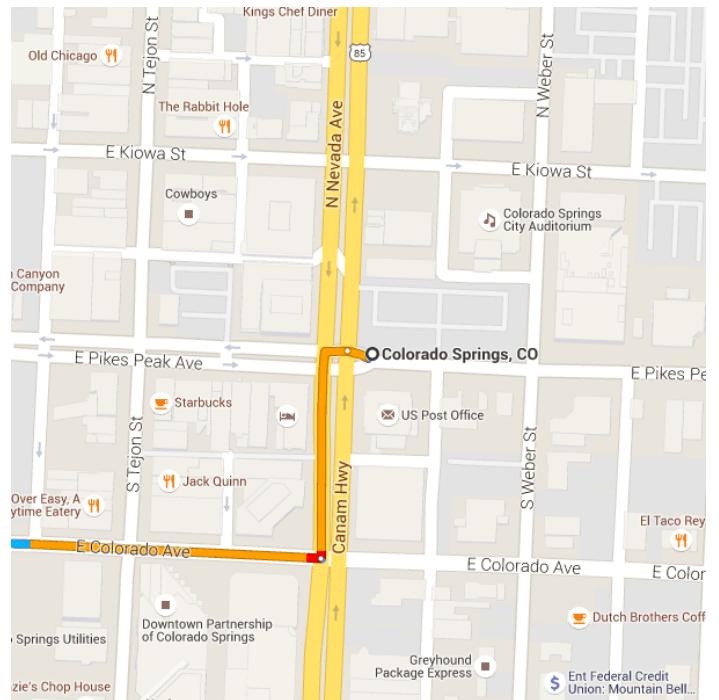 Kings Chef Diner
Old Chicago
N Tejon St
85
N Weber St
The Rabbit Hole
N Nevada Ave
E Kiowa St
E Kiowa St
Cowboys
Colorado Springs
City Auditorium
n Canyon
Company
Colorado Springs, CO
E Pikes Peak Ave
E Pikes Pe
Starbucks
US Post Office
S Tejon St
S Weber St
Canam Hwy
Jack Quinn
Over Easy, A
ytime Eatery
El Taco Rey
E Colorado Ave
E Colorado Ave
E Color
Downtown Partnership
of Colorado Springs
Dutch Brothers Coff
o Springs Utilities
Greyhound
Package Express
zie's Chop House
$
Ent Federal Credit
Union: Mountain Bell...